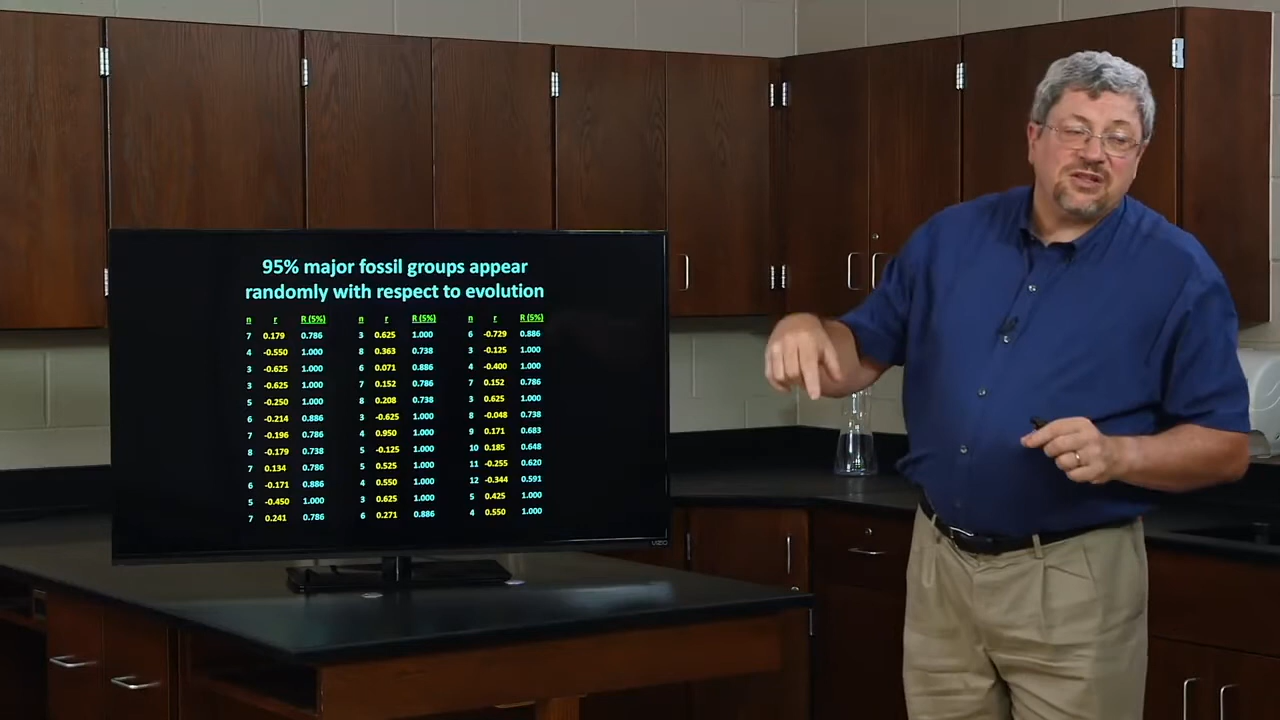 95% major fossil groups appear
randomly with respect to evolution
n r R (5%) n r R (5%) n r R (5%)
7 0.179 0.786 3 0.625 1.000 6 -0.729 0.886
4 -0.550 1.000 8 0.363 0.738 3 -0.125 1.000
3 -0.625 1.000 6 0.071 0.886 4 -0.400 1.000
3 -0.625 1.000 7 0.152 0.786 7 0.152 0.786
5 -0.250 1.000 8 0.208 0.738 3 0.625 1.000
6 -0.214 0.886 3 -0.625 1.000 8 -0.048 0.738
7 -0.196 0.786 4 0.950 1.000 9 0.171 0.683
8 -0.179 0.738 5 -0.125 1.000 10 0.185 0.648
7 0.134 0.786 5 0.525 1.000 11 -0.255 0.620
6 -0.171 0.886 4 0.550 1.000 12 -0.344 0.591
5 -0.450 1.000 3 0.625 1.000 5 0.425 1.000
7 0.241 0.786 6 0.271 0.886 4 0.550 1.000
VIZIO